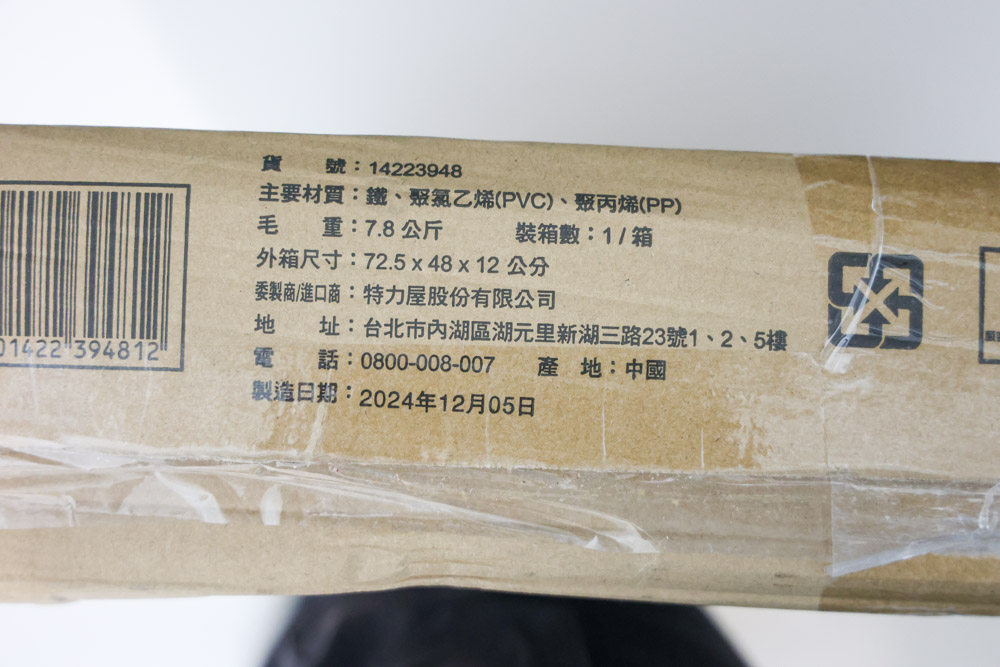 貨　　號：14223948
主要材質：鐵、聚氯乙烯(PVC)、聚丙烯(PP)
毛　　重：7.8 公斤　　裝箱數：1 / 箱
外箱尺寸：72.5 x 48 x 12 公分
委製商/進口商：特力屋股份有限公司
地　　址：台北市內湖區湖元里新湖三路23號1、2、5樓
電　　話：0800-008-007　　產　地：中國
製造日期：2024年12月05日
01422 394812